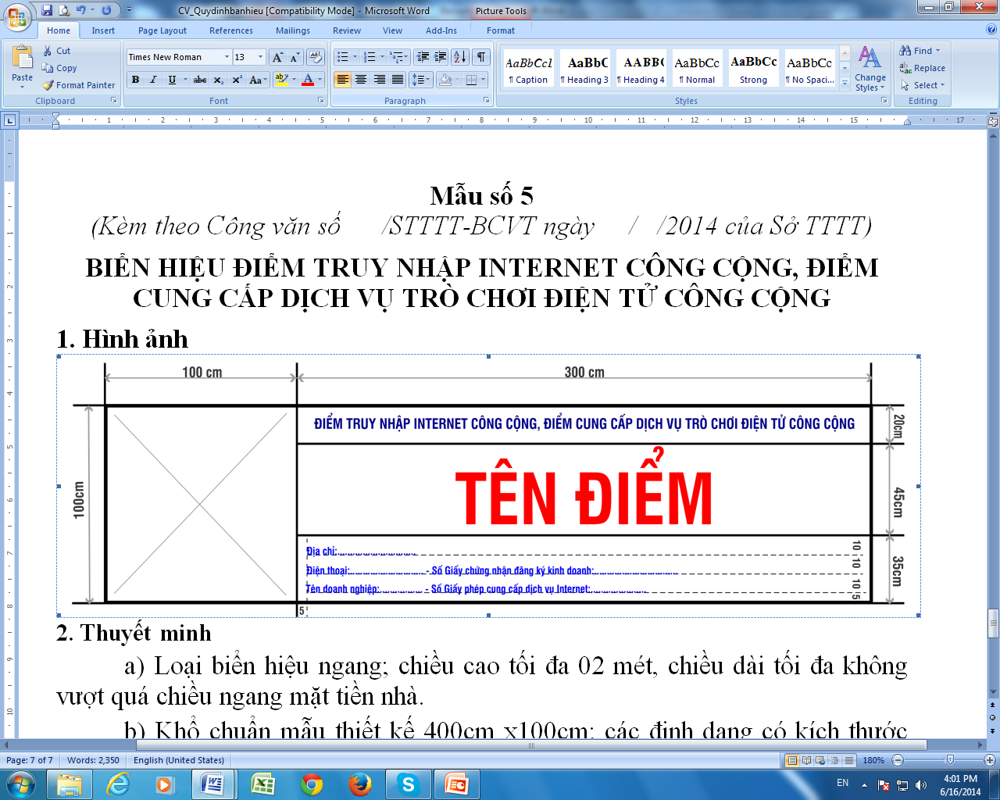 CV_Quydinhbanhieu [Compatibility Mode] - Microsoft Word
Picture Tools
Home Insert Page Layout References Mailings Review View Add-Ins Format
Paste
Cut
Copy
Format Painter
Clipboard
Times New Roman 13
Font
Paragraph
AaBbCcI AaBbC AABBC AaBbCc AaBbCc AaBbCc
¶ Caption ¶ Heading 3 ¶ Heading 4 ¶ Normal Strong ¶ No Spaci...
Change Styles
Styles
Find
Replace
Select
Editing
1 2 3 4 5 6 7 8 9 10 11 12 13 14 15 17
Mẫu số 5
(Kèm theo Công văn số /STTTT-BCVT ngày / /2014 của Sở TTTT)
BIỂN HIỆU ĐIỂM TRUY NHẬP INTERNET CÔNG CỘNG, ĐIỂM
CUNG CẤP DỊCH VỤ TRÒ CHƠI ĐIỆN TỬ CÔNG CỘNG
1. Hình ảnh
100 cm 300 cm
ĐIỂM TRUY NHẬP INTERNET CÔNG CỘNG, ĐIỂM CUNG CẤP DỊCH VỤ TRÒ CHƠI ĐIỆN TỬ CÔNG CỘNG
20cm
100cm
TÊN ĐIỂM
45cm
Địa chỉ:..............................
10
Điện thoại:............................ - Số Giấy chứng nhận đăng ký kinh doanh:................................
10
35cm
Tên doanh nghiệp:................. - Số Giấy phép cung cấp dịch vụ Internet:.....................
10
5
5
2. Thuyết minh
a) Loại biển hiệu ngang; chiều cao tối đa 02 mét, chiều dài tối đa không
vượt quá chiều ngang mặt tiền nhà.
b) Khổ chuẩn mẫu thiết kế 400cm x100cm; các định dạng có kích thước
Page: 7 of 7 Words: 2,350 English (United States) 180%
EN 4:01 PM
6/16/2014